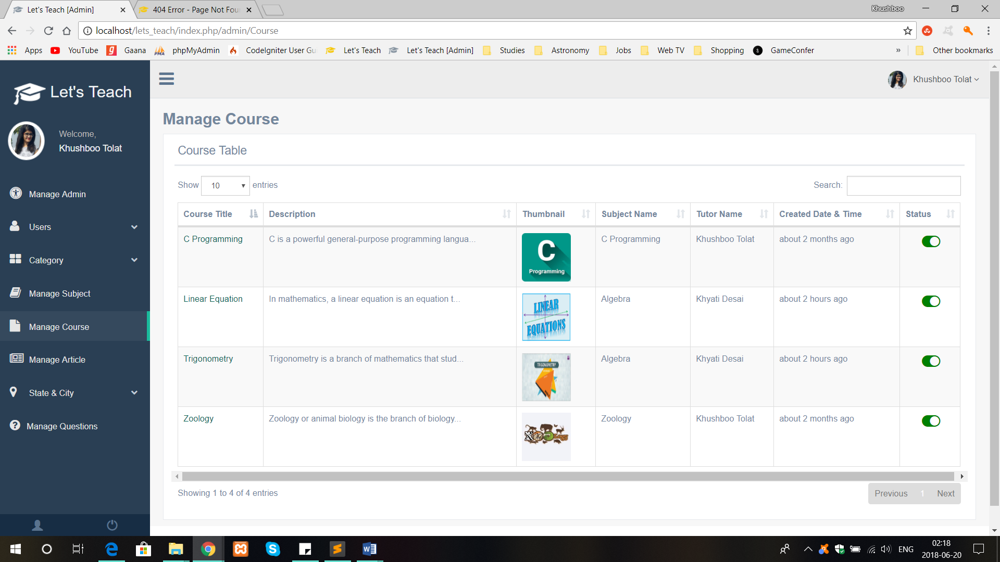 Let's Teach [Admin]
404 Error - Page Not Fou
Khushboo
localhost/lets_teach/index.php/admin/Course
Apps
YouTube
Gaana
phpMyAdmin
CodeIgniter User Gu
Let's Teach
Let's Teach [Admin]
Studies
Astronomy
Jobs
Web TV
Shopping
GameConfer
»
Other bookmarks
Let's Teach
Welcome,
Khushboo Tolat
Manage Admin
Users
Category
Manage Subject
Manage Course
Manage Article
State & City
Manage Questions
Khushboo Tolat
Manage Course
Course Table
Show 10 entries
Search:
Course Title Description Thumbnail Subject Name Tutor Name Created Date & Time Status
C Programming C is a powerful general-purpose programming langua... C Programming Khushboo Tolat about 2 months ago
C
Programming
Linear Equation In mathematics, a linear equation is an equation t... Algebra Khyati Desai about 2 hours ago
LINEAR
EQUATIONS
Trigonometry Trigonometry is a branch of mathematics that stud... Algebra Khyati Desai about 2 hours ago
TRIGONOMETRY
Zoology Zoology or animal biology is the branch of biology... Zoology Khushboo Tolat about 2 months ago
Zoology
Showing 1 to 4 of 4 entries
Previous 1 Next
ENG
02:18
2018-06-20